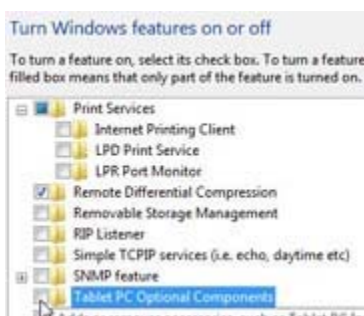 Turn Windows features on or off
To turn a feature on, select its check box. To turn a feature
filled box means that only part of the feature is turned on.
Print Services
Internet Printing Client
LPD Print Service
LPR Port Monitor
Remote Differential Compression
Removable Storage Management
RIP Listener
Simple TCPIP services (i.e. echo, daytime etc)
SNMP feature
Tablet PC Optional Components